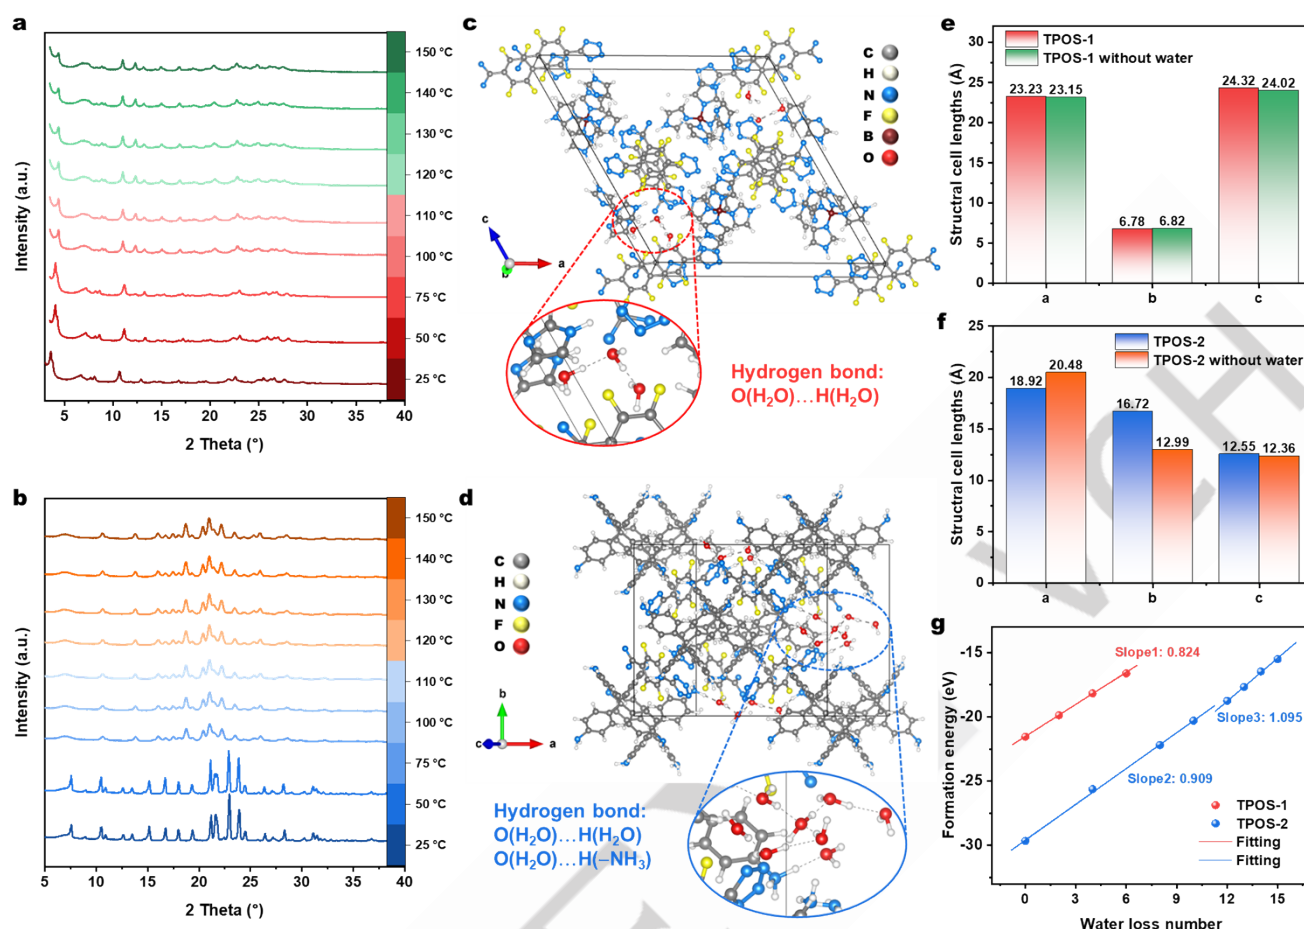 a
Intensity (a.u.)
150 °C
140 °C
130 °C
120 °C
110 °C
100 °C
75 °C
50 °C
25 °C
5 10 15 20 25 30 35 40
2 Theta (°)
b
Intensity (a.u.)
150 °C
140 °C
130 °C
120 °C
110 °C
100 °C
75 °C
50 °C
25 °C
5 10 15 20 25 30 35 40
2 Theta (°)
c
C
H
N
F
B
O
c
b
a
Hydrogen bond:
O(H₂O)…H(H₂O)
d
C
H
N
F
O
b
c
a
Hydrogen bond:
O(H₂O)…H(H₂O)
O(H₂O)…H(–NH₃)
e
Structral cell lengths (Å)
30
25
20
15
10
5
0
TPOS-1
TPOS-1 without water
23.23 23.15
6.78 6.82
24.32 24.02
a b c
f
Structral cell lengths (Å)
25
20
15
10
5
0
TPOS-2
TPOS-2 without water
18.92 20.48
16.72 12.99
12.55 12.36
a b c
g
Formation energy (eV)
-15
-20
-25
-30
Slope1: 0.824
Slope3: 1.095
Slope2: 0.909
TPOS-1
TPOS-2
Fitting
Fitting
0 3 6 9 12 15
Water loss number